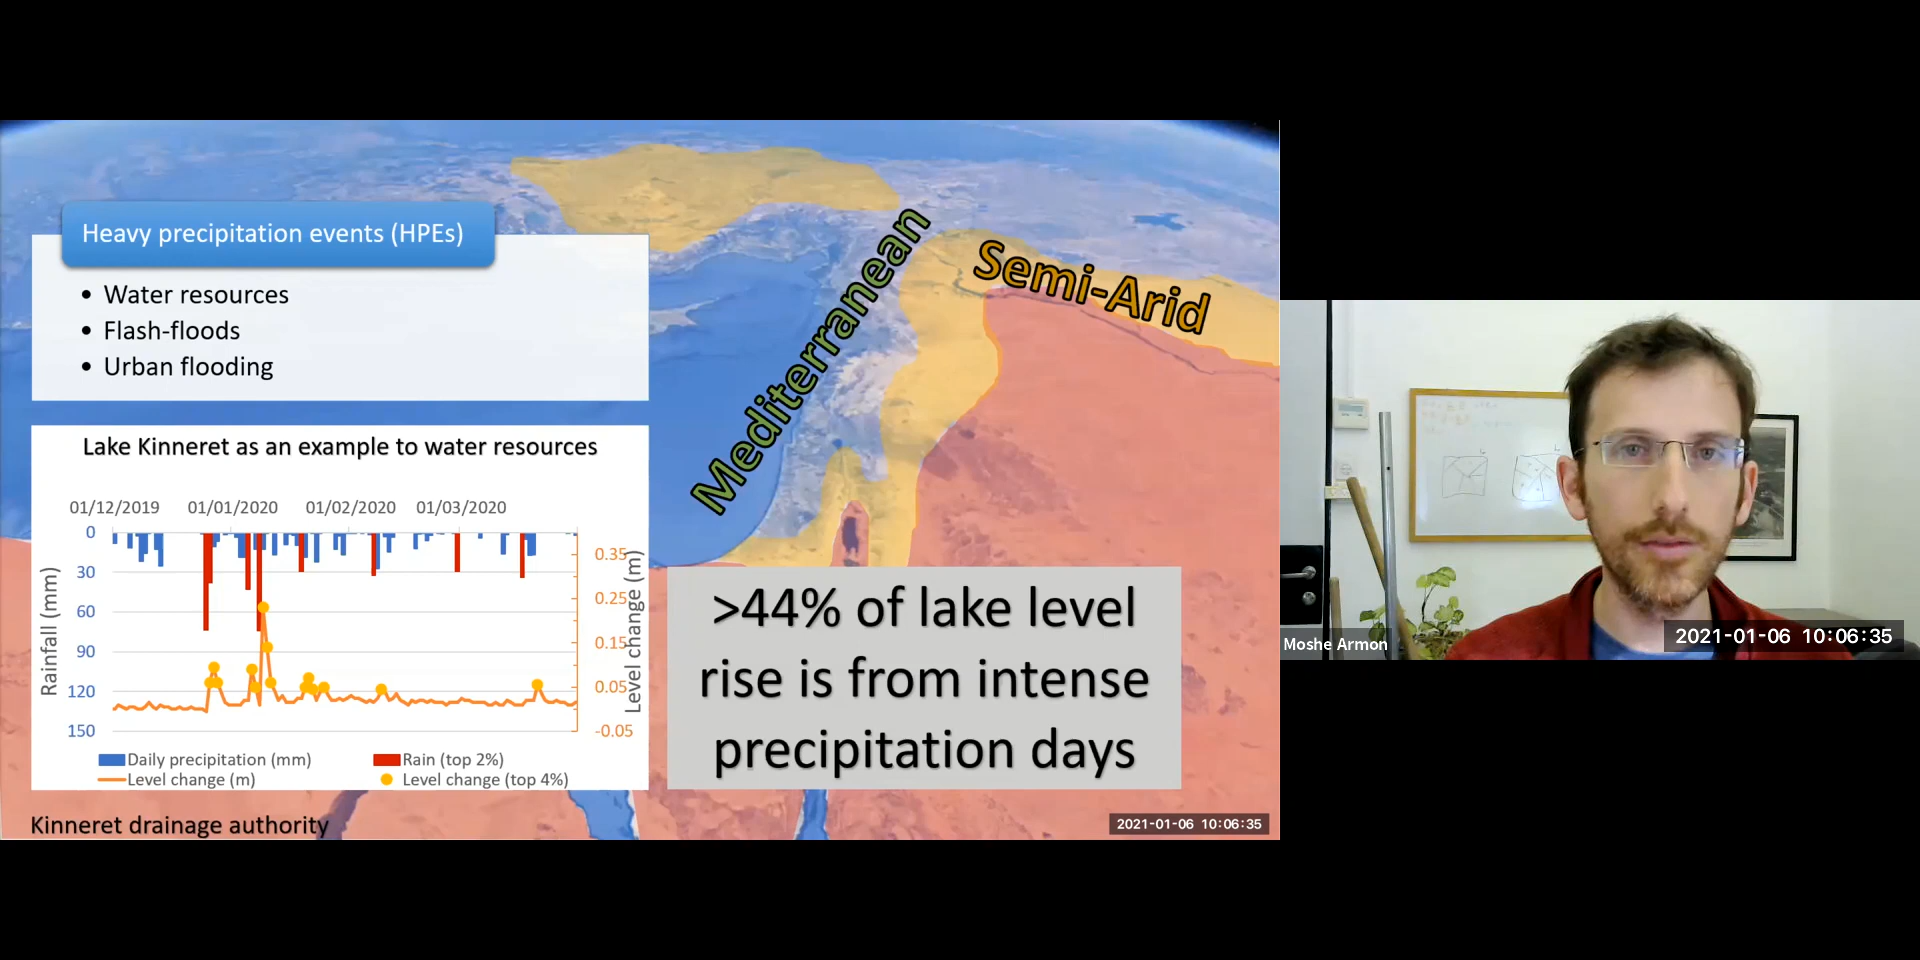 Heavy precipitation events (HPEs)
• Water resources
• Flash-floods
• Urban flooding
Mediterranean
Semi-Arid
Lake Kinneret as an example to water resources
01/12/2019 01/01/2020 01/02/2020 01/03/2020
0
30
60
90
120
150
Rainfall (mm)
0.35
0.25
0.15
0.05
-0.05
Level change (m)
Daily precipitation (mm) Rain (top 2%)
Level change (m) Level change (top 4%)
>44% of lake level
rise is from intense
precipitation days
Kinneret drainage authority
2021-01-06 10:06:35
Moshe Armon
2021-01-06 10:06:35